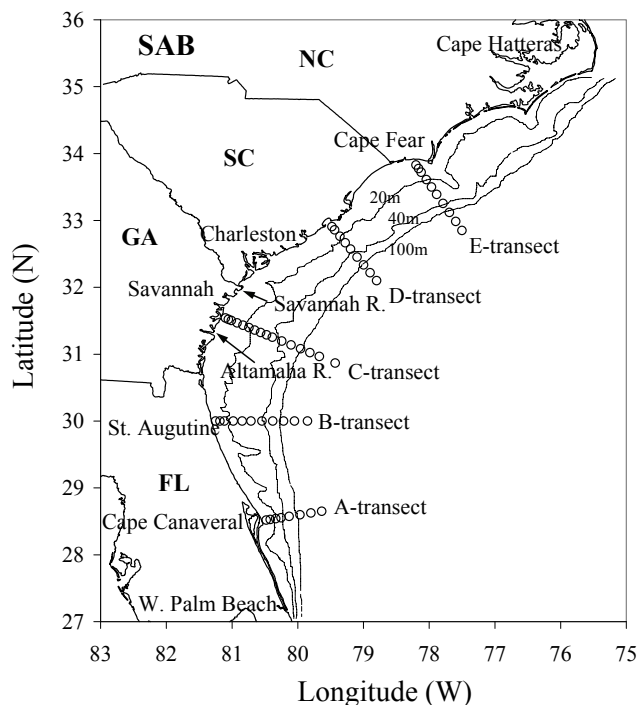 36
SAB
NC
Cape Hatteras
35
34
Cape Fear
SC
20m
33
40m
GA
Charleston
100m
E-transect
32
Savannah
Savannah R.
D-transect
31
Altamaha R.
C-transect
30
St. Augutine
B-transect
29
FL
A-transect
Cape Canaveral
28
W. Palm Beach
27
83 82 81 80 79 78 77 76 75
Longitude (W)
Latitude (N)